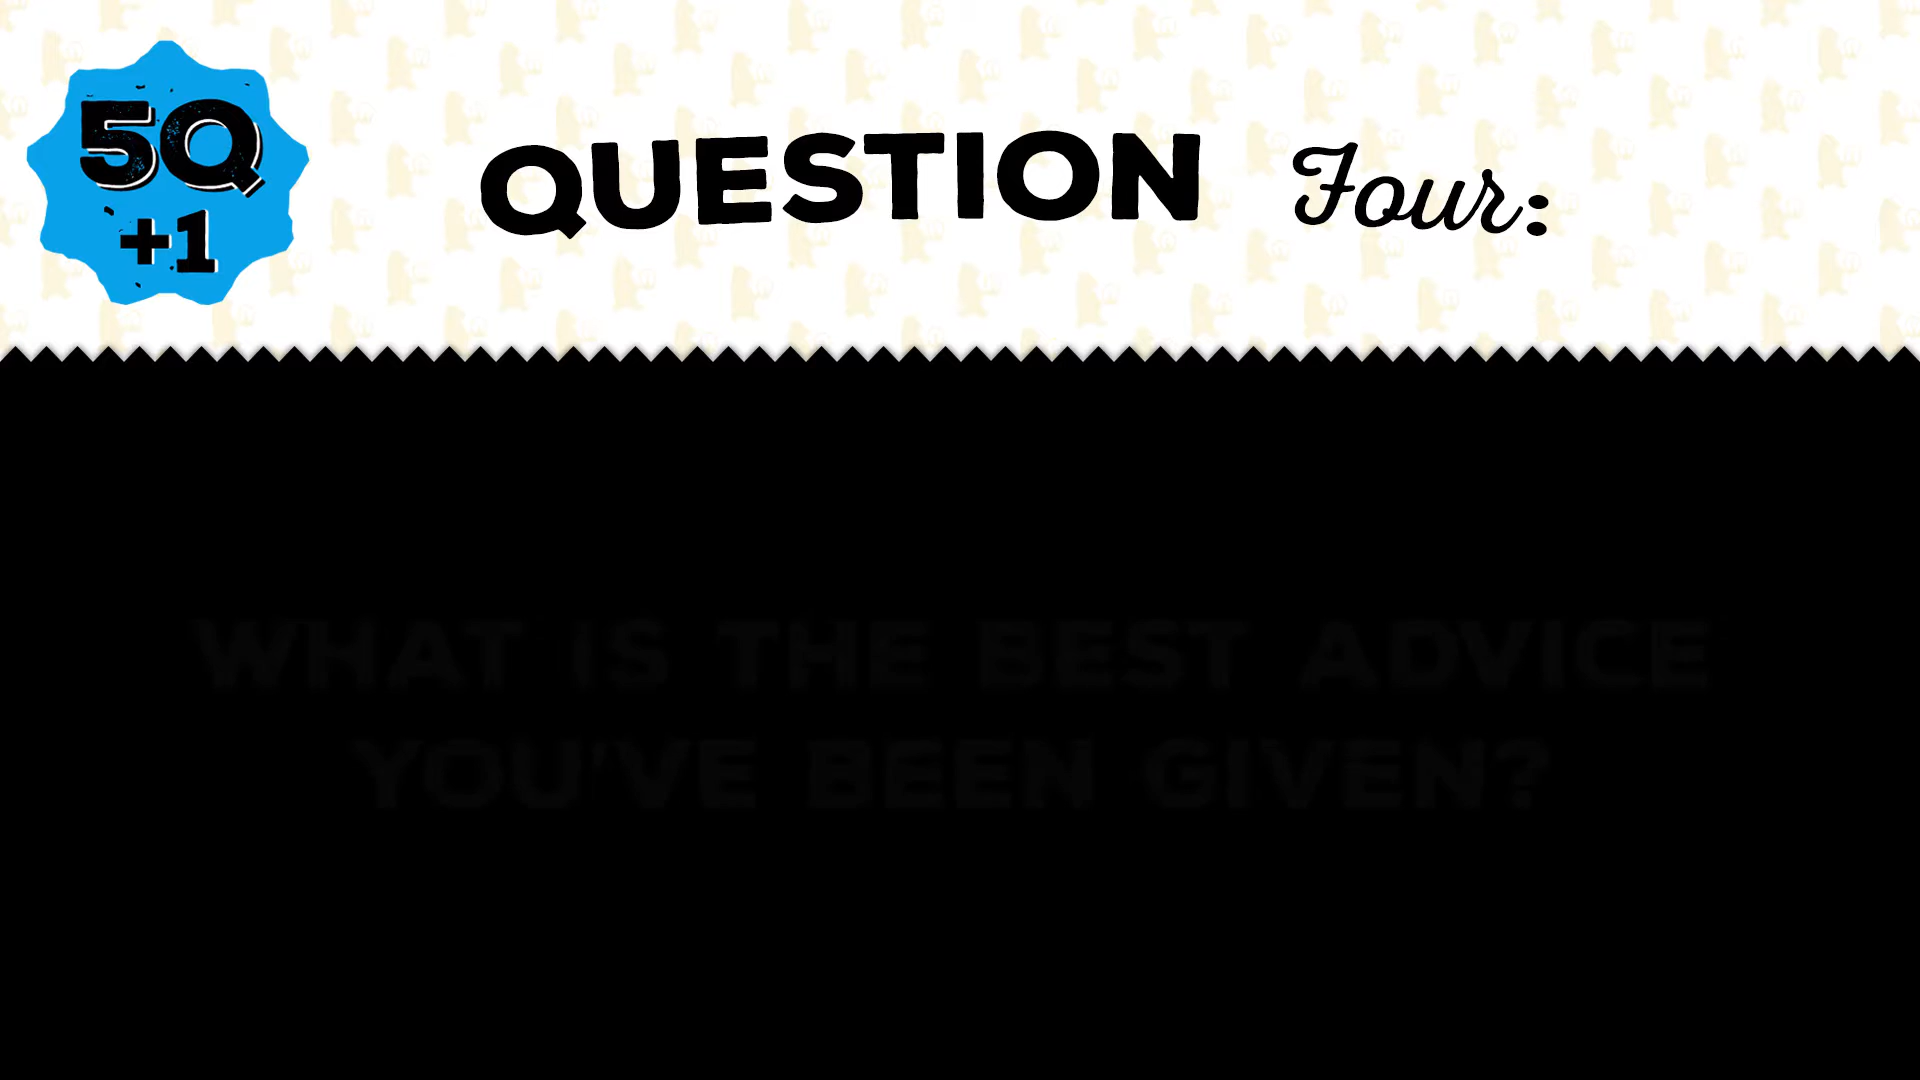 5Q
+1
QUESTION Four:
WHAT IS THE BEST ADVICE
YOU'VE BEEN GIVEN?